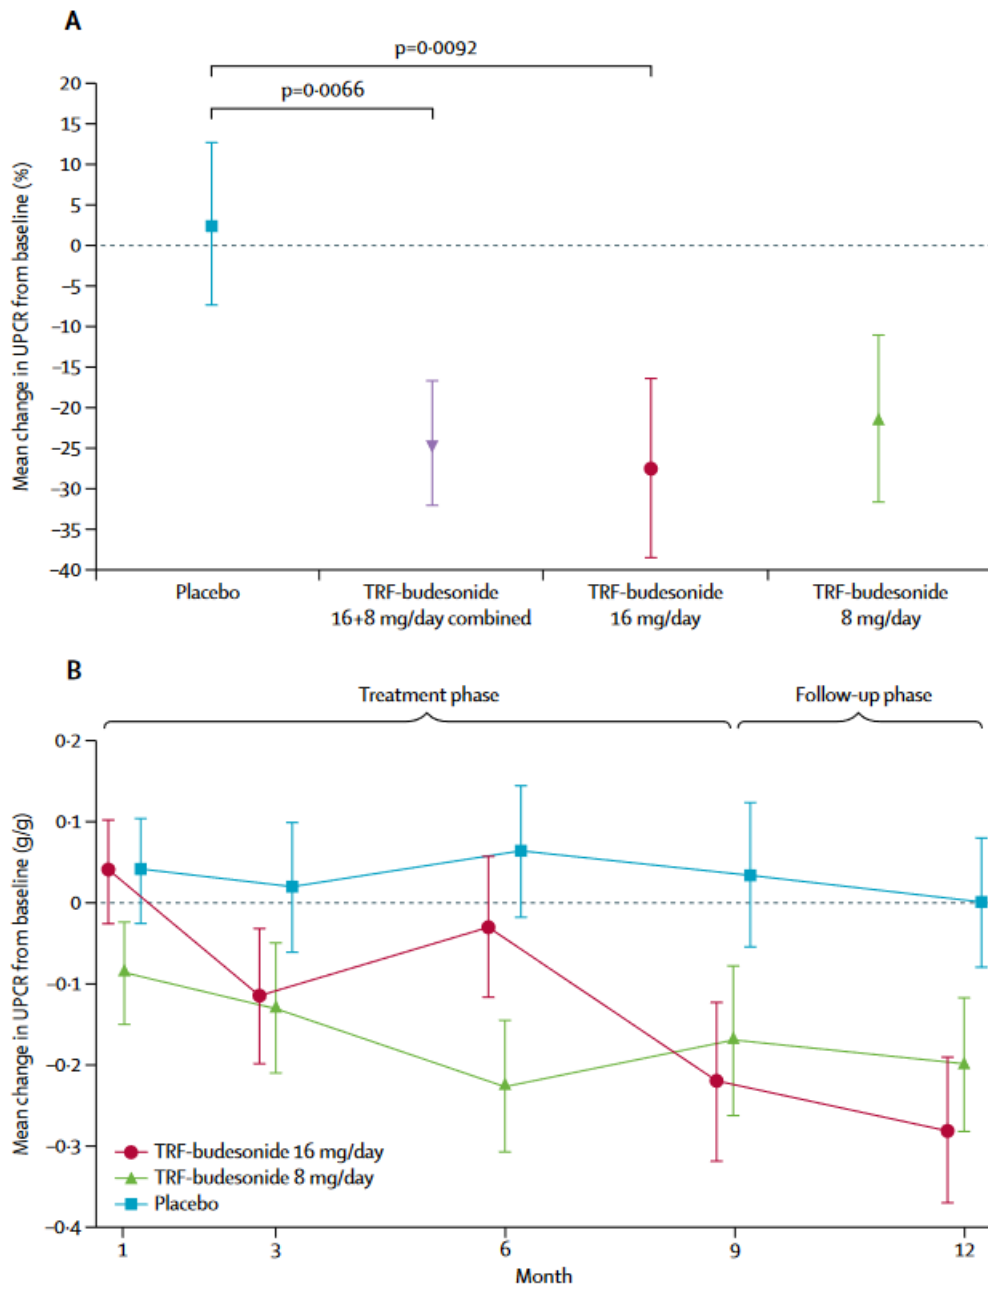 A
p=0·0092
p=0·0066
Mean change in UPCR from baseline (%)
20
15
10
5
0
–5
–10
–15
–20
–25
–30
–35
–40
Placebo
TRF-budesonide
16+8 mg/day combined
TRF-budesonide
16 mg/day
TRF-budesonide
8 mg/day
B
Treatment phase
Follow-up phase
Mean change in UPCR from baseline (g/g)
0·2
0·1
0
–0·1
–0·2
–0·3
–0·4
TRF-budesonide 16 mg/day
TRF-budesonide 8 mg/day
Placebo
1
3
6
9
12
Month